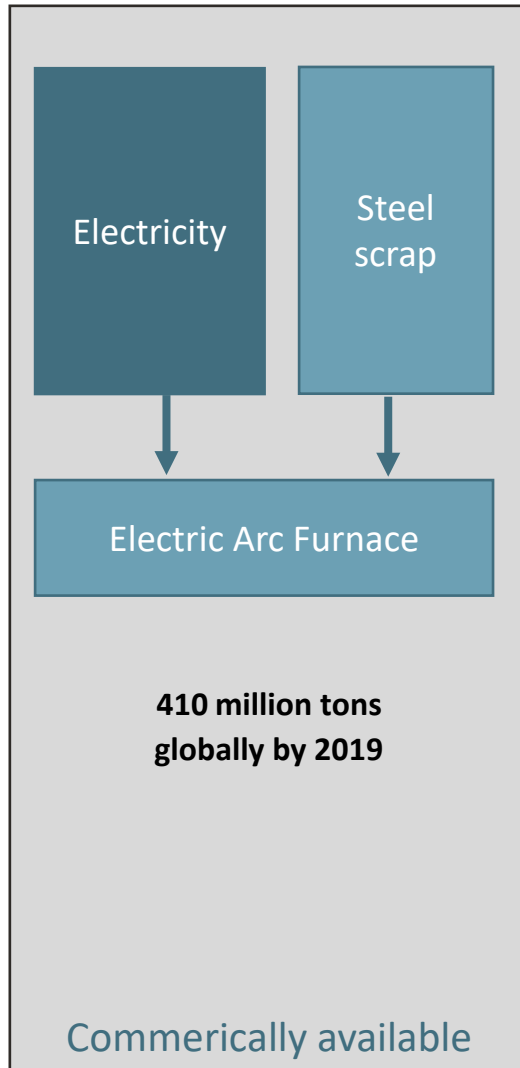 Electricity
Steel
scrap
Electric Arc Furnace
410 million tons
globally by 2019
Commerically available